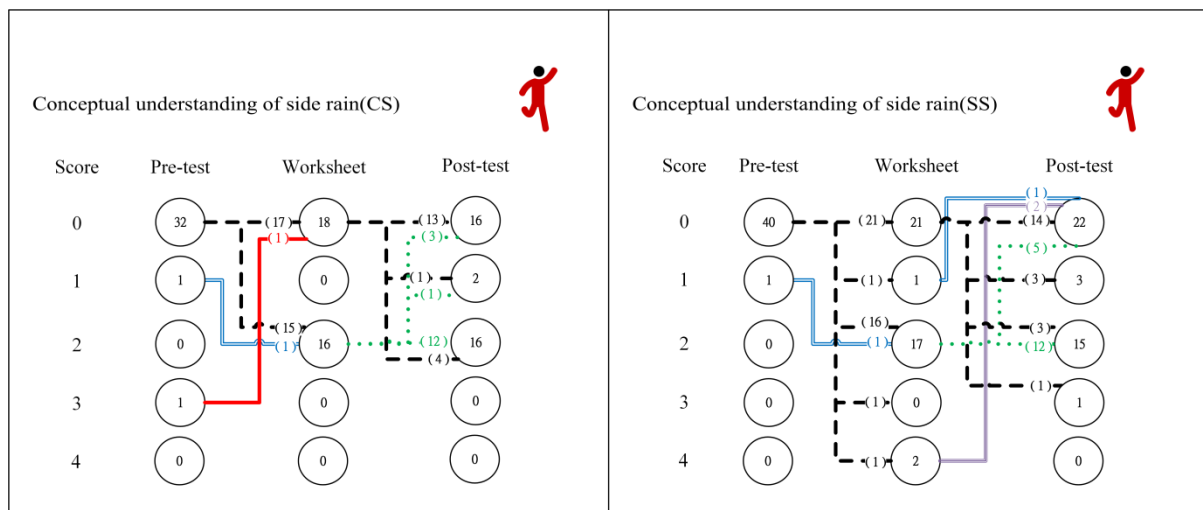 Conceptual understanding of side rain(CS)
Score Pre-test Worksheet Post-test
0 32 (17) 18 (13) 16
(1) (3)
1 1 0 (1) 2
(1)
(15)
2 0 (1) 16 (12) 16
(4)
3 1 0 0
4 0 0 0
Conceptual understanding of side rain(SS)
Score Pre-test Worksheet Post-test
(1)
(2)
0 40 (21) 21 (14) 22
(5)
1 1 (1) 1 (3) 3
(16) (3)
2 0 (1) 17 (12) 15
(1)
3 0 (1) 0 1
4 0 (1) 2 0